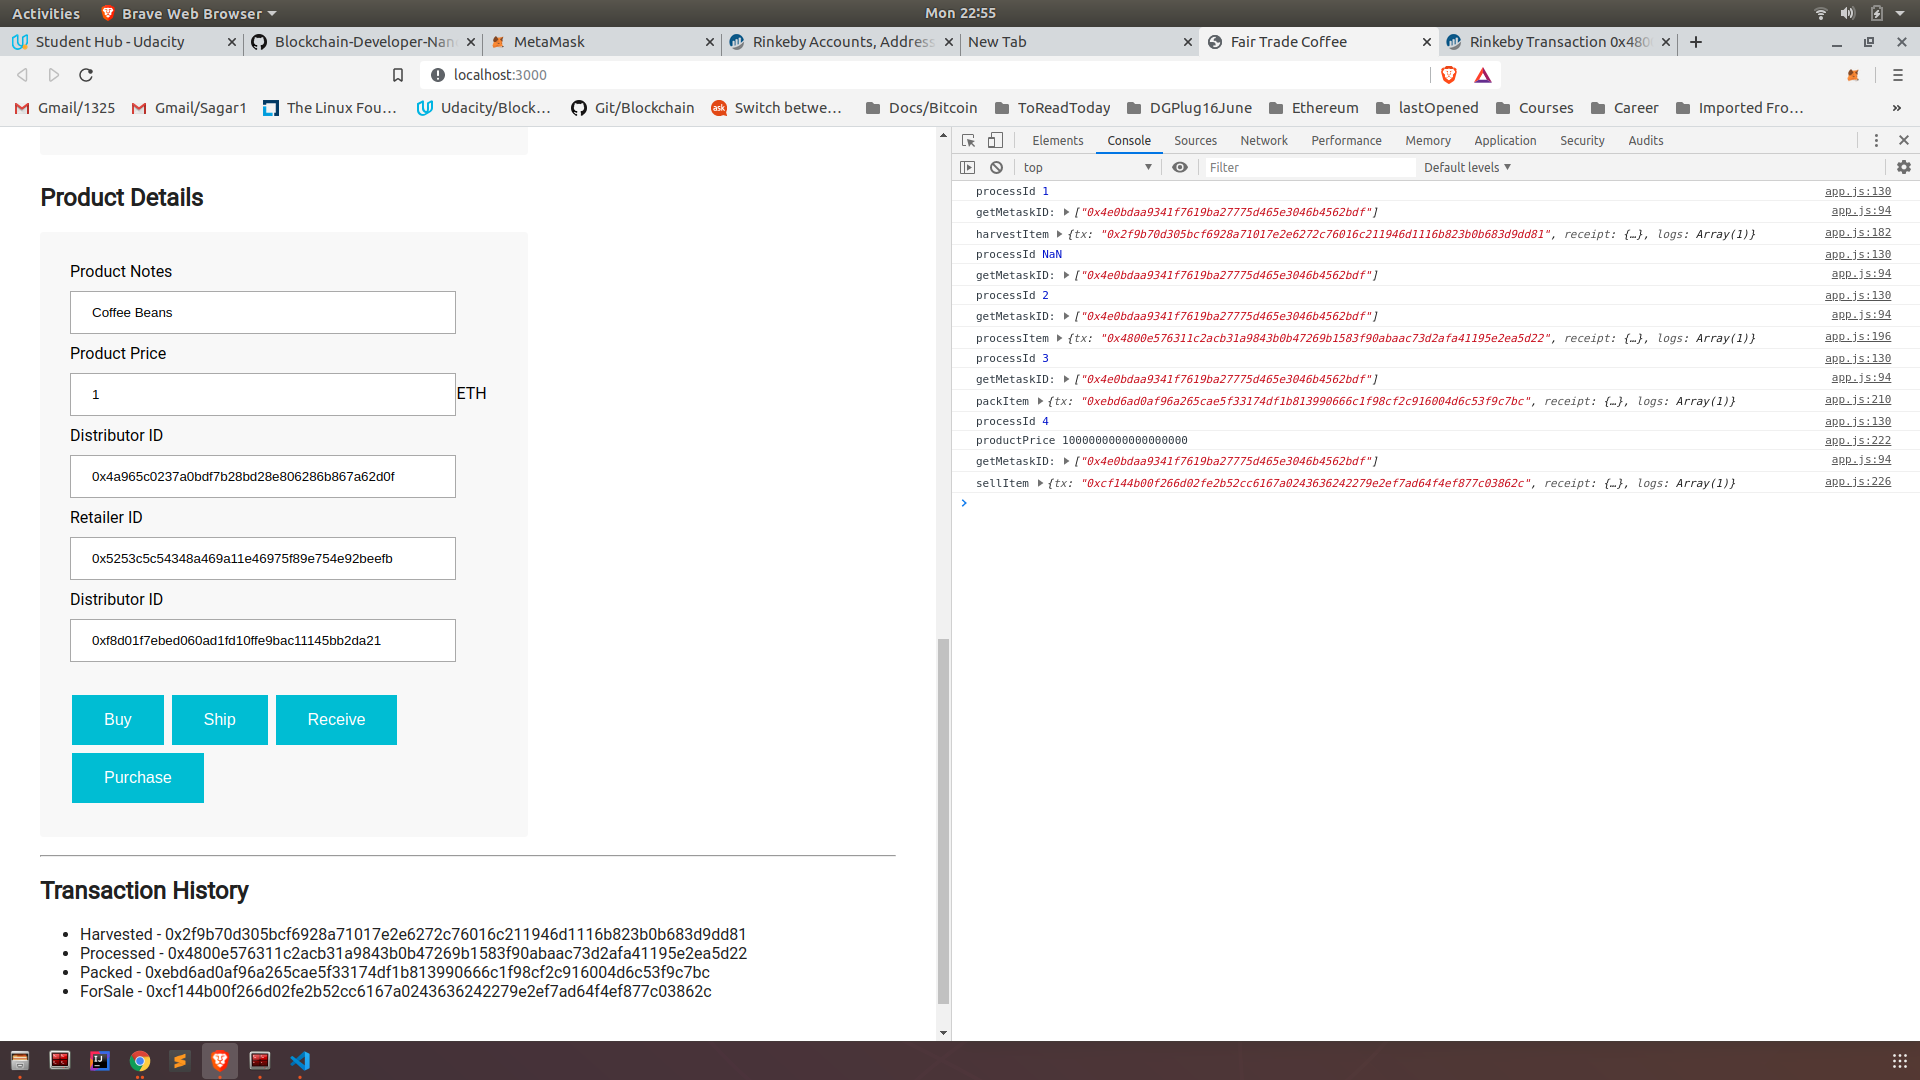 Activities
Brave Web Browser
Mon 22:55
Student Hub - Udacity
Blockchain-Developer-Nan
MetaMask
Rinkeby Accounts, Address
New Tab
Fair Trade Coffee
Rinkeby Transaction 0x480
localhost:3000
Gmail/1325
Gmail/Sagar1
The Linux Fou…
Udacity/Block…
Git/Blockchain
ask
Switch betwe…
Docs/Bitcoin
ToReadToday
DGPlug16June
Ethereum
lastOpened
Courses
Career
Imported Fro…
»
Product Details
Product Notes
Coffee Beans
Product Price
1
ETH
Distributor ID
0x4a965c0237a0bdf7b28bd28e806286b867a62d0f
Retailer ID
0x5253c5c54348a469a11e46975f89e754e92beefb
Distributor ID
0xf8d01f7ebed060ad1fd10ffe9bac11145bb2da21
Buy
Ship
Receive
Purchase
Transaction History
• Harvested - 0x2f9b70d305bcf6928a71017e2e6272c76016c211946d1116b823b0b683d9dd81
• Processed - 0x4800e576311c2acb31a9843b0b47269b1583f90abaac73d2afa41195e2ea5d22
• Packed - 0xebd6ad0af96a265cae5f33174df1b813990666c1f98cf2c916004d6c53f9c7bc
• ForSale - 0xcf144b00f266d02fe2b52cc6167a0243636242279e2ef7ad64f4ef877c03862c
Elements
Console
Sources
Network
Performance
Memory
Application
Security
Audits
top
Filter
Default levels
processId 1 app.js:130
getMetaskID: ["0x4e0bdaa9341f7619ba27775d465e3046b4562bdf"] app.js:94
harvestItem {tx: "0x2f9b70d305bcf6928a71017e2e6272c76016c211946d1116b823b0b683d9dd81", receipt: {…}, logs: Array(1)} app.js:182
processId NaN app.js:130
getMetaskID: ["0x4e0bdaa9341f7619ba27775d465e3046b4562bdf"] app.js:94
processId 2 app.js:130
getMetaskID: ["0x4e0bdaa9341f7619ba27775d465e3046b4562bdf"] app.js:94
processItem {tx: "0x4800e576311c2acb31a9843b0b47269b1583f90abaac73d2afa41195e2ea5d22", receipt: {…}, logs: Array(1)} app.js:196
processId 3 app.js:130
getMetaskID: ["0x4e0bdaa9341f7619ba27775d465e3046b4562bdf"] app.js:94
packItem {tx: "0xebd6ad0af96a265cae5f33174df1b813990666c1f98cf2c916004d6c53f9c7bc", receipt: {…}, logs: Array(1)} app.js:210
processId 4 app.js:130
productPrice 1000000000000000000 app.js:222
getMetaskID: ["0x4e0bdaa9341f7619ba27775d465e3046b4562bdf"] app.js:94
sellItem {tx: "0xcf144b00f266d02fe2b52cc6167a0243636242279e2ef7ad64f4ef877c03862c", receipt: {…}, logs: Array(1)} app.js:226
IJ